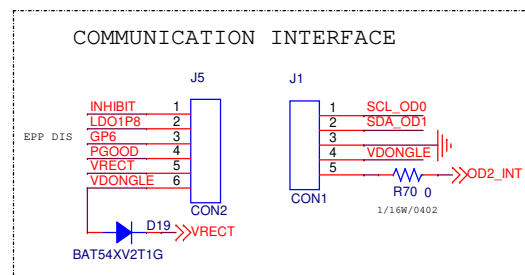 COMMUNICATION INTERFACE
J5
J1
INHIBIT 1
LDO1P8 2
EPP DIS
GP6 3
PGOOD 4
VRECT 5
VDONGLE 6
CON2
D19
VRECT
BAT54XV2T1G
1 SCL_OD0
2 SDA_OD1
3
4 VDONGLE
5
OD2_INT
R70 0
CON1
1/16W/0402